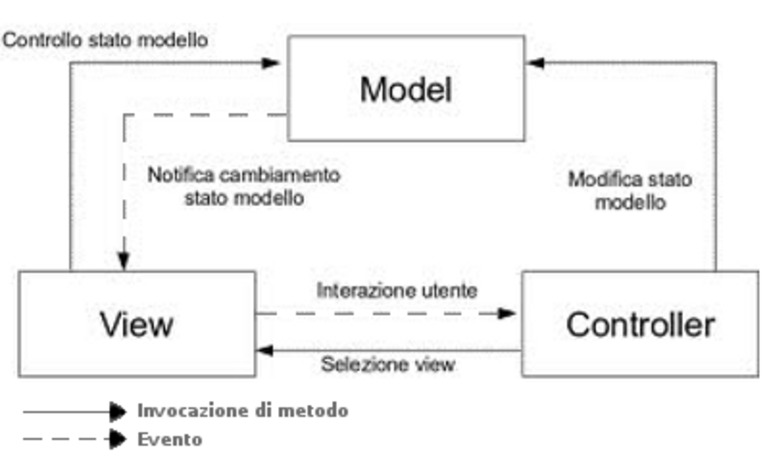 Controllo stato modello
Model
Notifica cambiamento
stato modello
Modifica stato
modello
Interazione utente
View
Controller
Selezione view
Invocazione di metodo
Evento